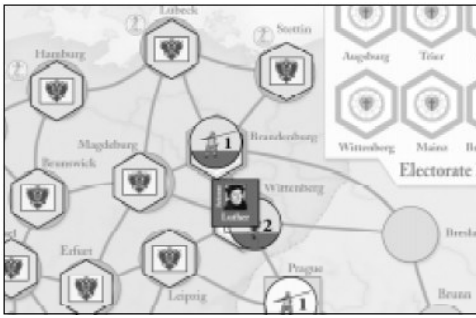 Lübeck
Stettin
Hamburg
Augsburg
Trier
1
Brandenburg
Magdeburg
Wittenberg
Mainz
Brunswick
Electorate
Wittenberg
Luther
2
Erfurt
Bresla
Prague
Leipzig
1
Brunn